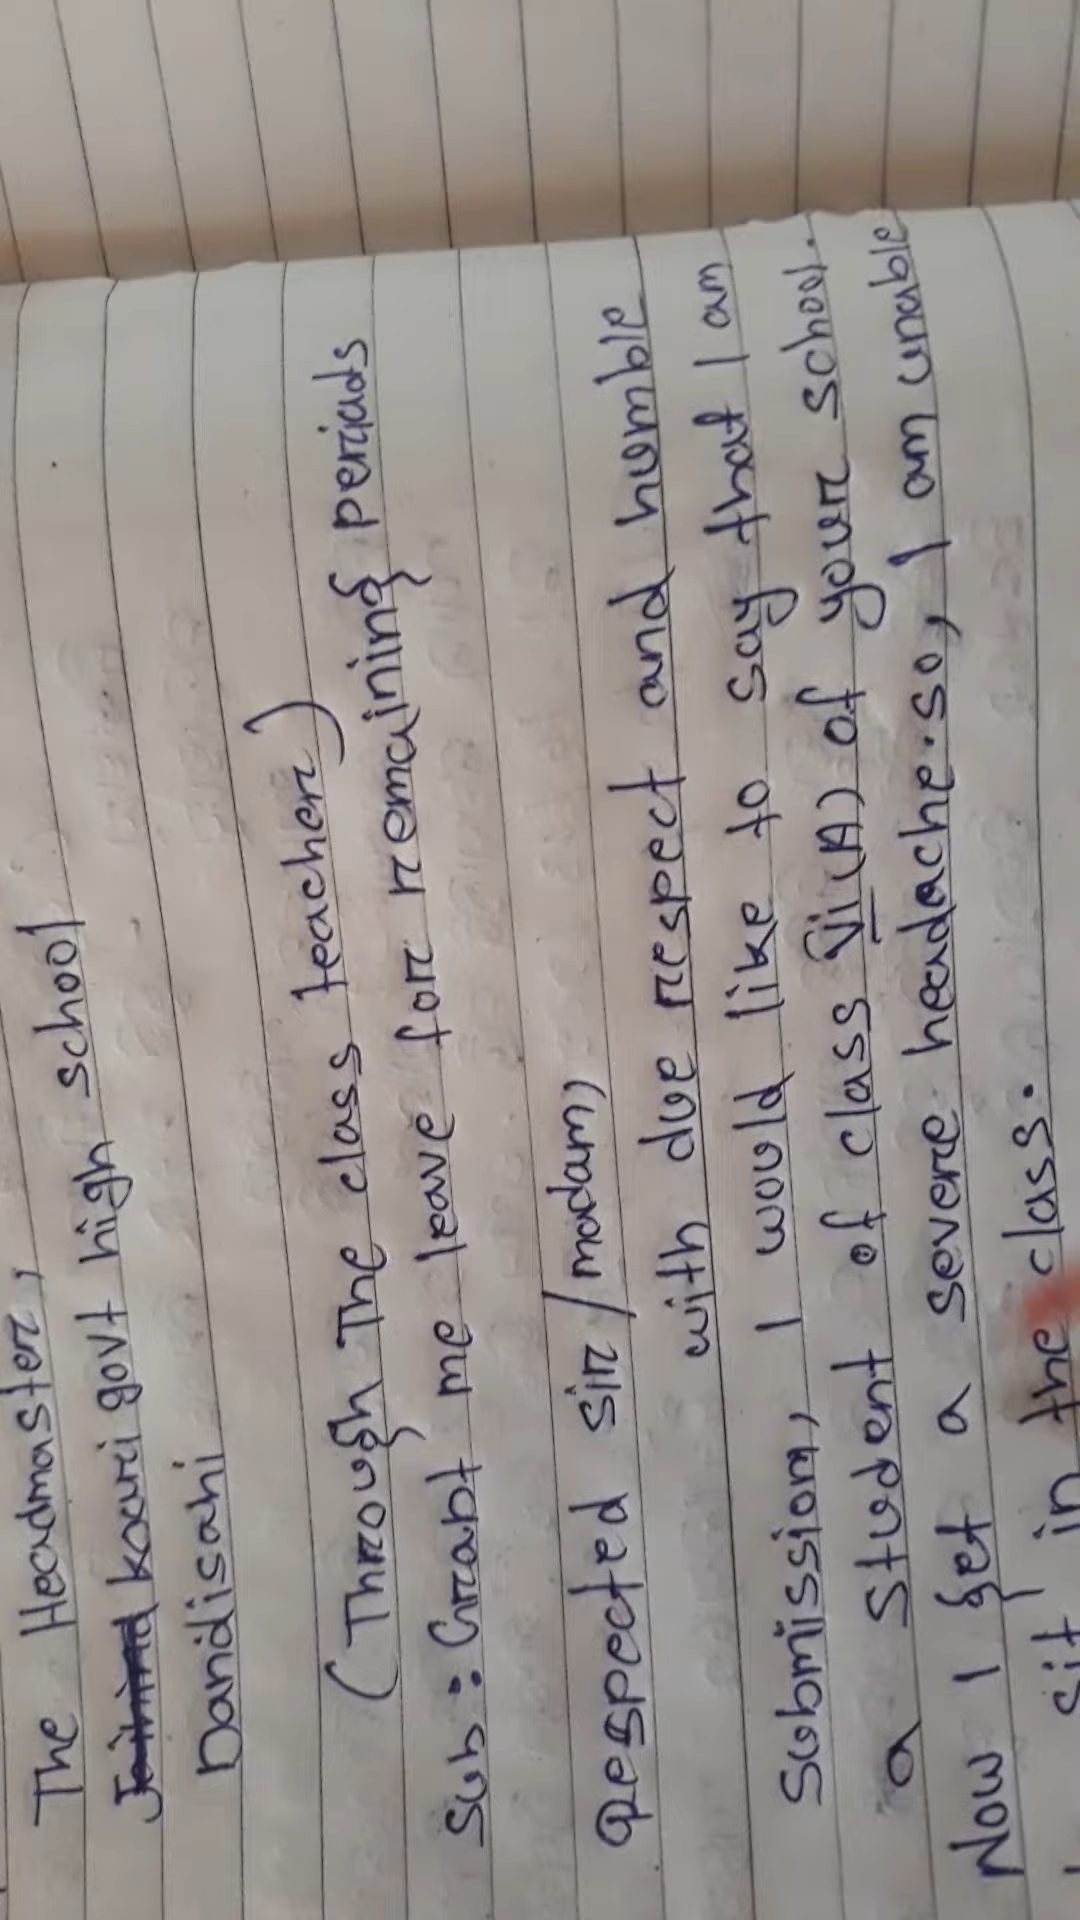 The Headmaster,
kauri govt high school
Danidisahi
(Through The class teacher)
Sub : Grant me leave for remaining periods
Respected sir/madam,
with due respect and humble
submission, I would like to say that I am
a student of class VI(A) of your school.
Now I get a severe headache. so, I am unable
sit in the class.